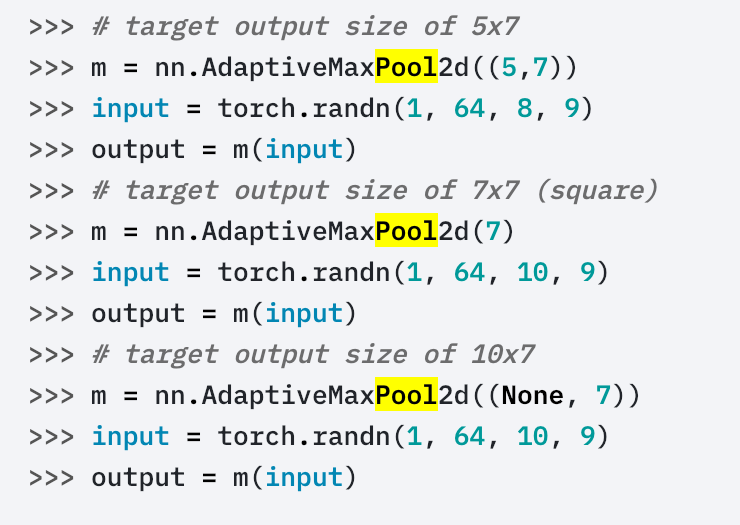 >>> # target output size of 5x7
>>> m = nn.AdaptiveMaxPool2d((5,7))
>>> input = torch.randn(1, 64, 8, 9)
>>> output = m(input)
>>> # target output size of 7x7 (square)
>>> m = nn.AdaptiveMaxPool2d(7)
>>> input = torch.randn(1, 64, 10, 9)
>>> output = m(input)
>>> # target output size of 10x7
>>> m = nn.AdaptiveMaxPool2d((None, 7))
>>> input = torch.randn(1, 64, 10, 9)
>>> output = m(input)